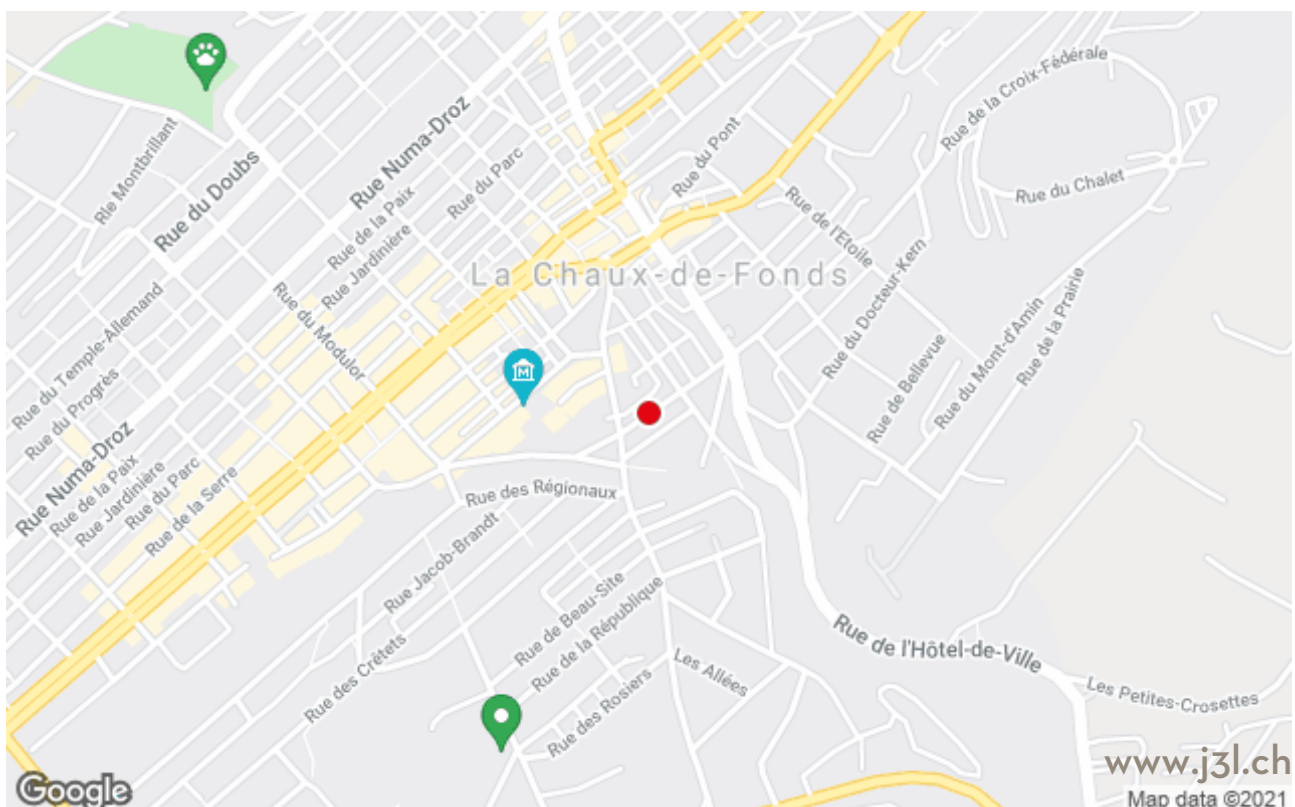 Rue de la Croix-Fédérale
Rue Numa-Droz
Rue du Pont
Rle Montbrillant
Rue du Parc
Rue du Doubs
Rue de la Paix
Rue du Chalet
Rue de l'Etoile
Rue Jardinière
La Chaux-de-Fonds
Rue du Docteur-Kern
Rue du Temple-Allemand
Rue du Modulor
Rue de la Prairie
Rue du Mont-d'Amin
Rue de Bellevue
M
Rue du Progrès
Rue Numa-Droz
Rue de la Paix
Rue Jardinière
Rue du Parc
Rue de la Serre
Rue des Régionaux
Rue Jacob-Brandt
Rue de Beau-Site
Rue de la République
Rue de l'Hôtel-de-Ville
Rue des Crêtets
Les Allées
Les Petites-Crosettes
Rue des Rosiers
www.j3l.ch
Google
Map data ©2021